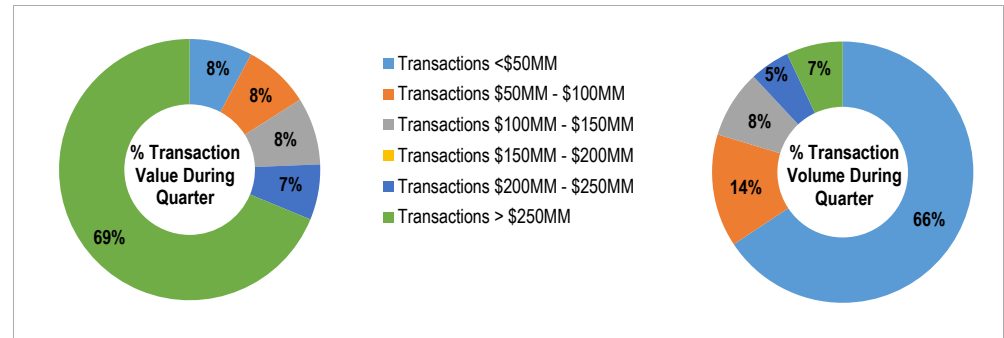 8%
8%
8%
7%
69%
% Transaction
Value During
Quarter
Transactions <$50MM
Transactions $50MM - $100MM
Transactions $100MM - $150MM
Transactions $150MM - $200MM
Transactions $200MM - $250MM
Transactions > $250MM
5%
7%
8%
14%
66%
% Transaction
Volume During
Quarter